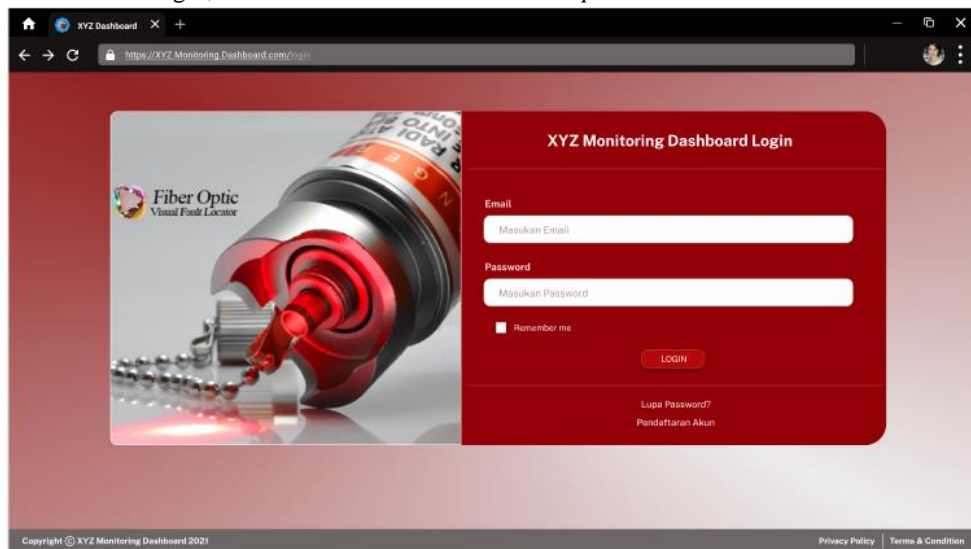 XYZ Dashboard
https://XYZ Monitoring Dashboard.com/login
XYZ Monitoring Dashboard Login
Fiber Optic
Visual Fault Locator
Email
Masukan Email
Password
Masukan Password
Remember me
LOGIN
Lupa Password?
Pendaftaran Akun
Copyright © XYZ Monitoring Dashboard 2021
Privacy Policy | Terms & Condition